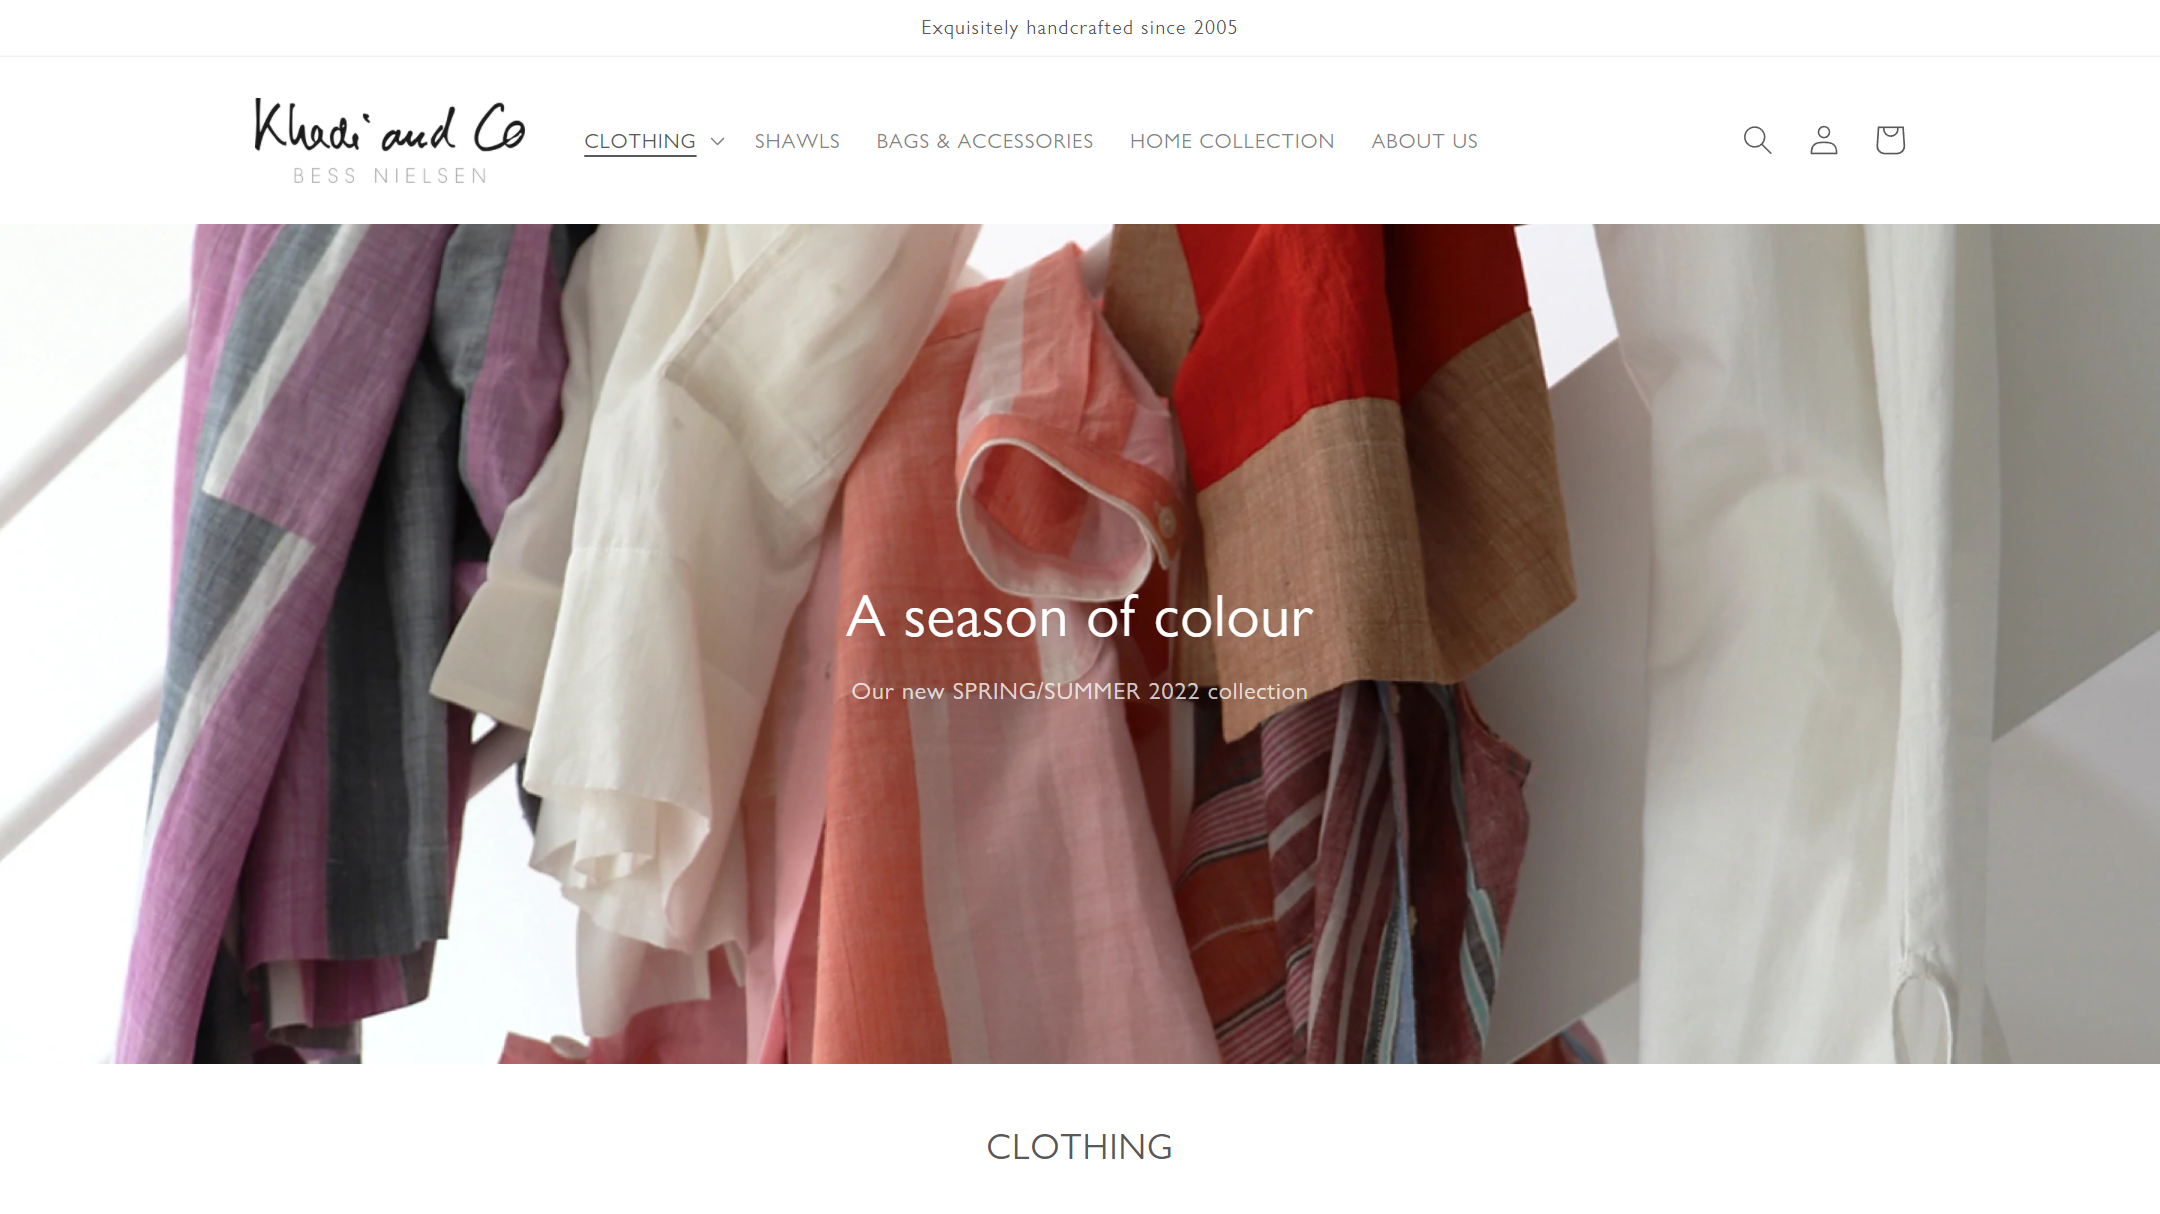 Exquisitely handcrafted since 2005
Khadi and Co
BESS NIELSEN
CLOTHING
SHAWLS
BAGS & ACCESSORIES
HOME COLLECTION
ABOUT US
A season of colour
Our new SPRING/SUMMER 2022 collection
CLOTHING